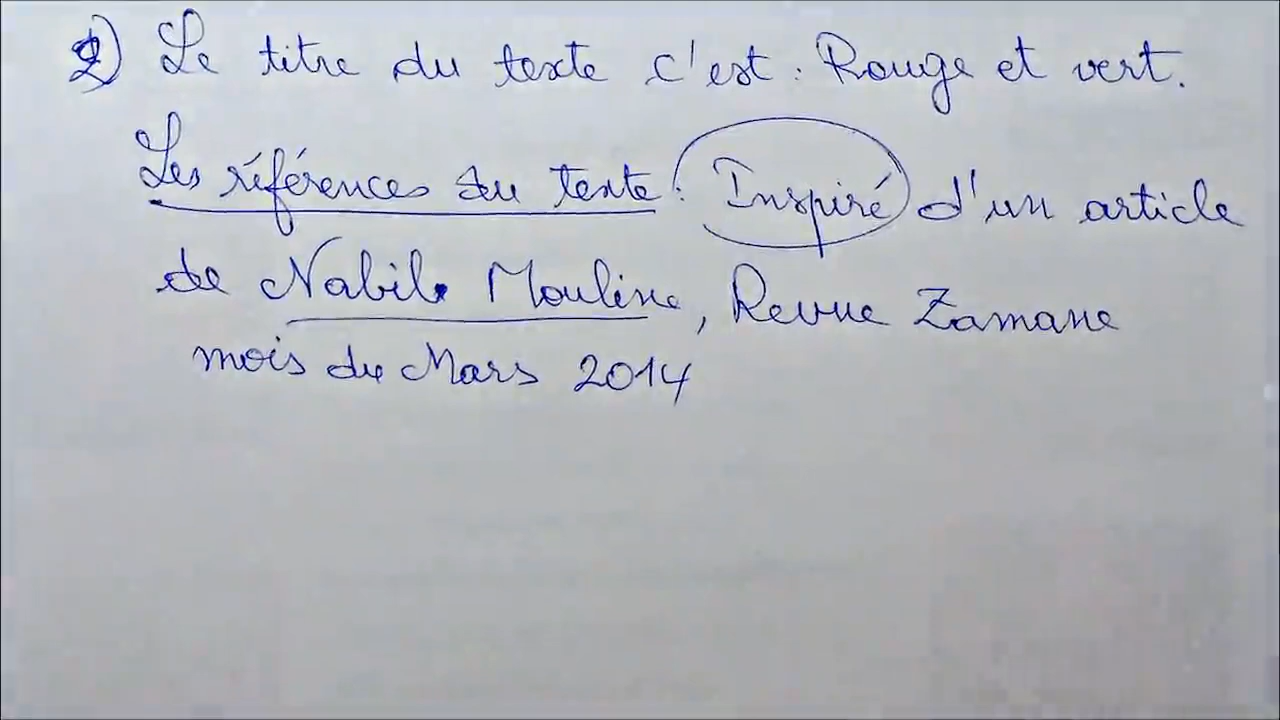 2) Le titre du texte c'est : Rouge et vert.
Les références du texte : Inspiré d'un article
de Nabil Mouline, Revue Zamane
mois de Mars 2014